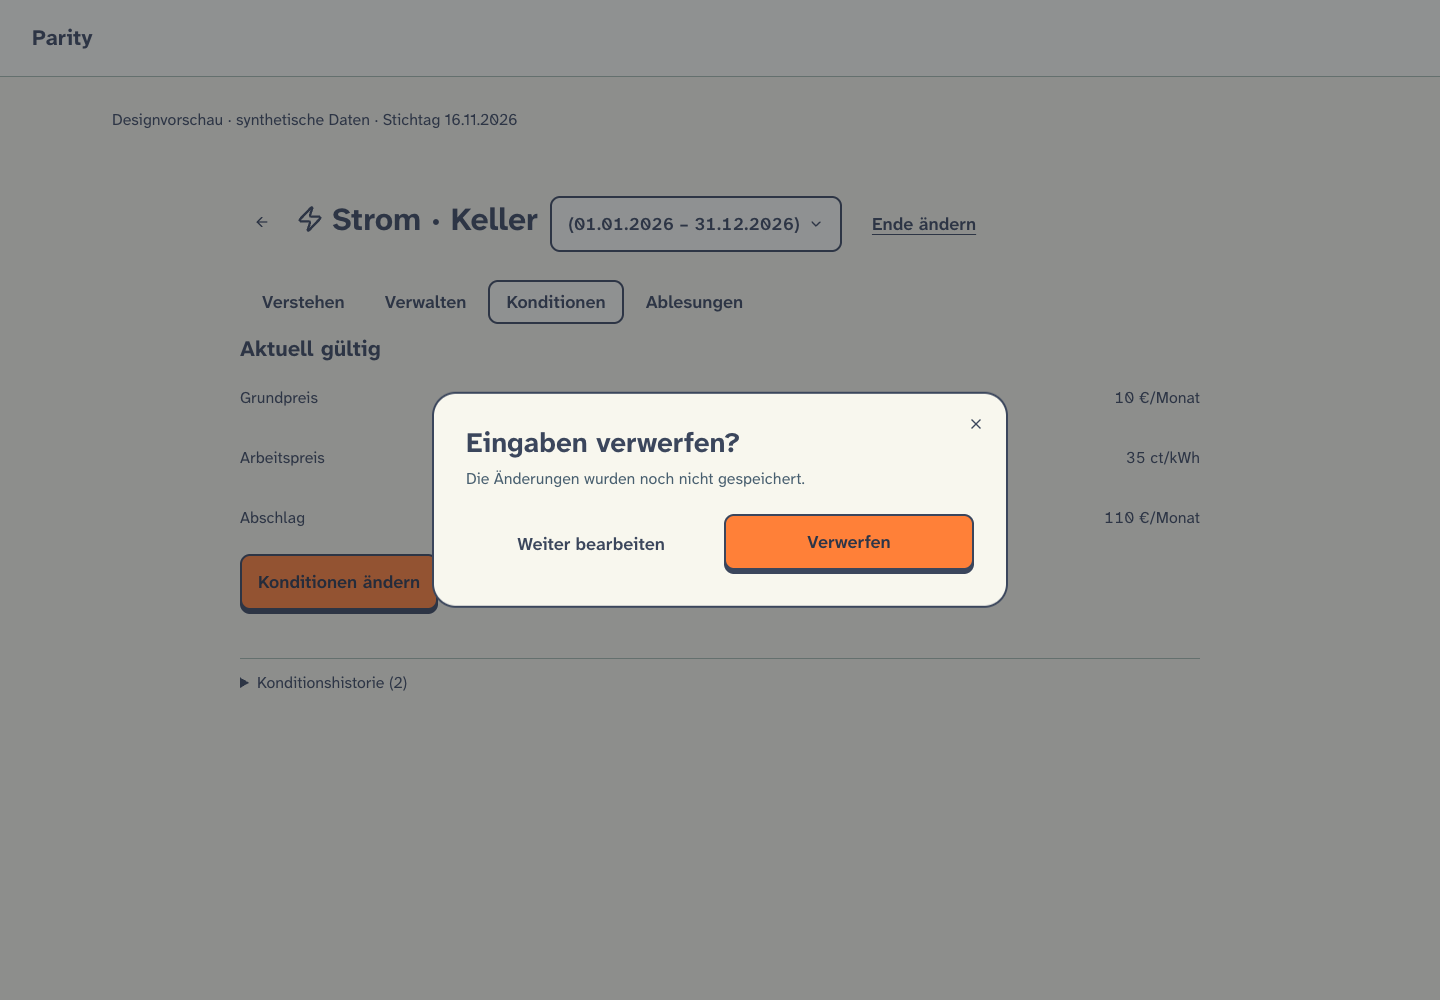 Parity
Designvorschau · synthetische Daten · Stichtag 16.11.2026
Strom · Keller (01.01.2026 – 31.12.2026) Ende ändern
Verstehen Verwalten Konditionen Ablesungen
Aktuell gültig
Grundpreis 10 €/Monat
Arbeitspreis 35 ct/kWh
Abschlag 110 €/Monat
Konditionen ändern
Eingaben verwerfen?
Die Änderungen wurden noch nicht gespeichert.
Weiter bearbeiten Verwerfen
Konditionshistorie (2)